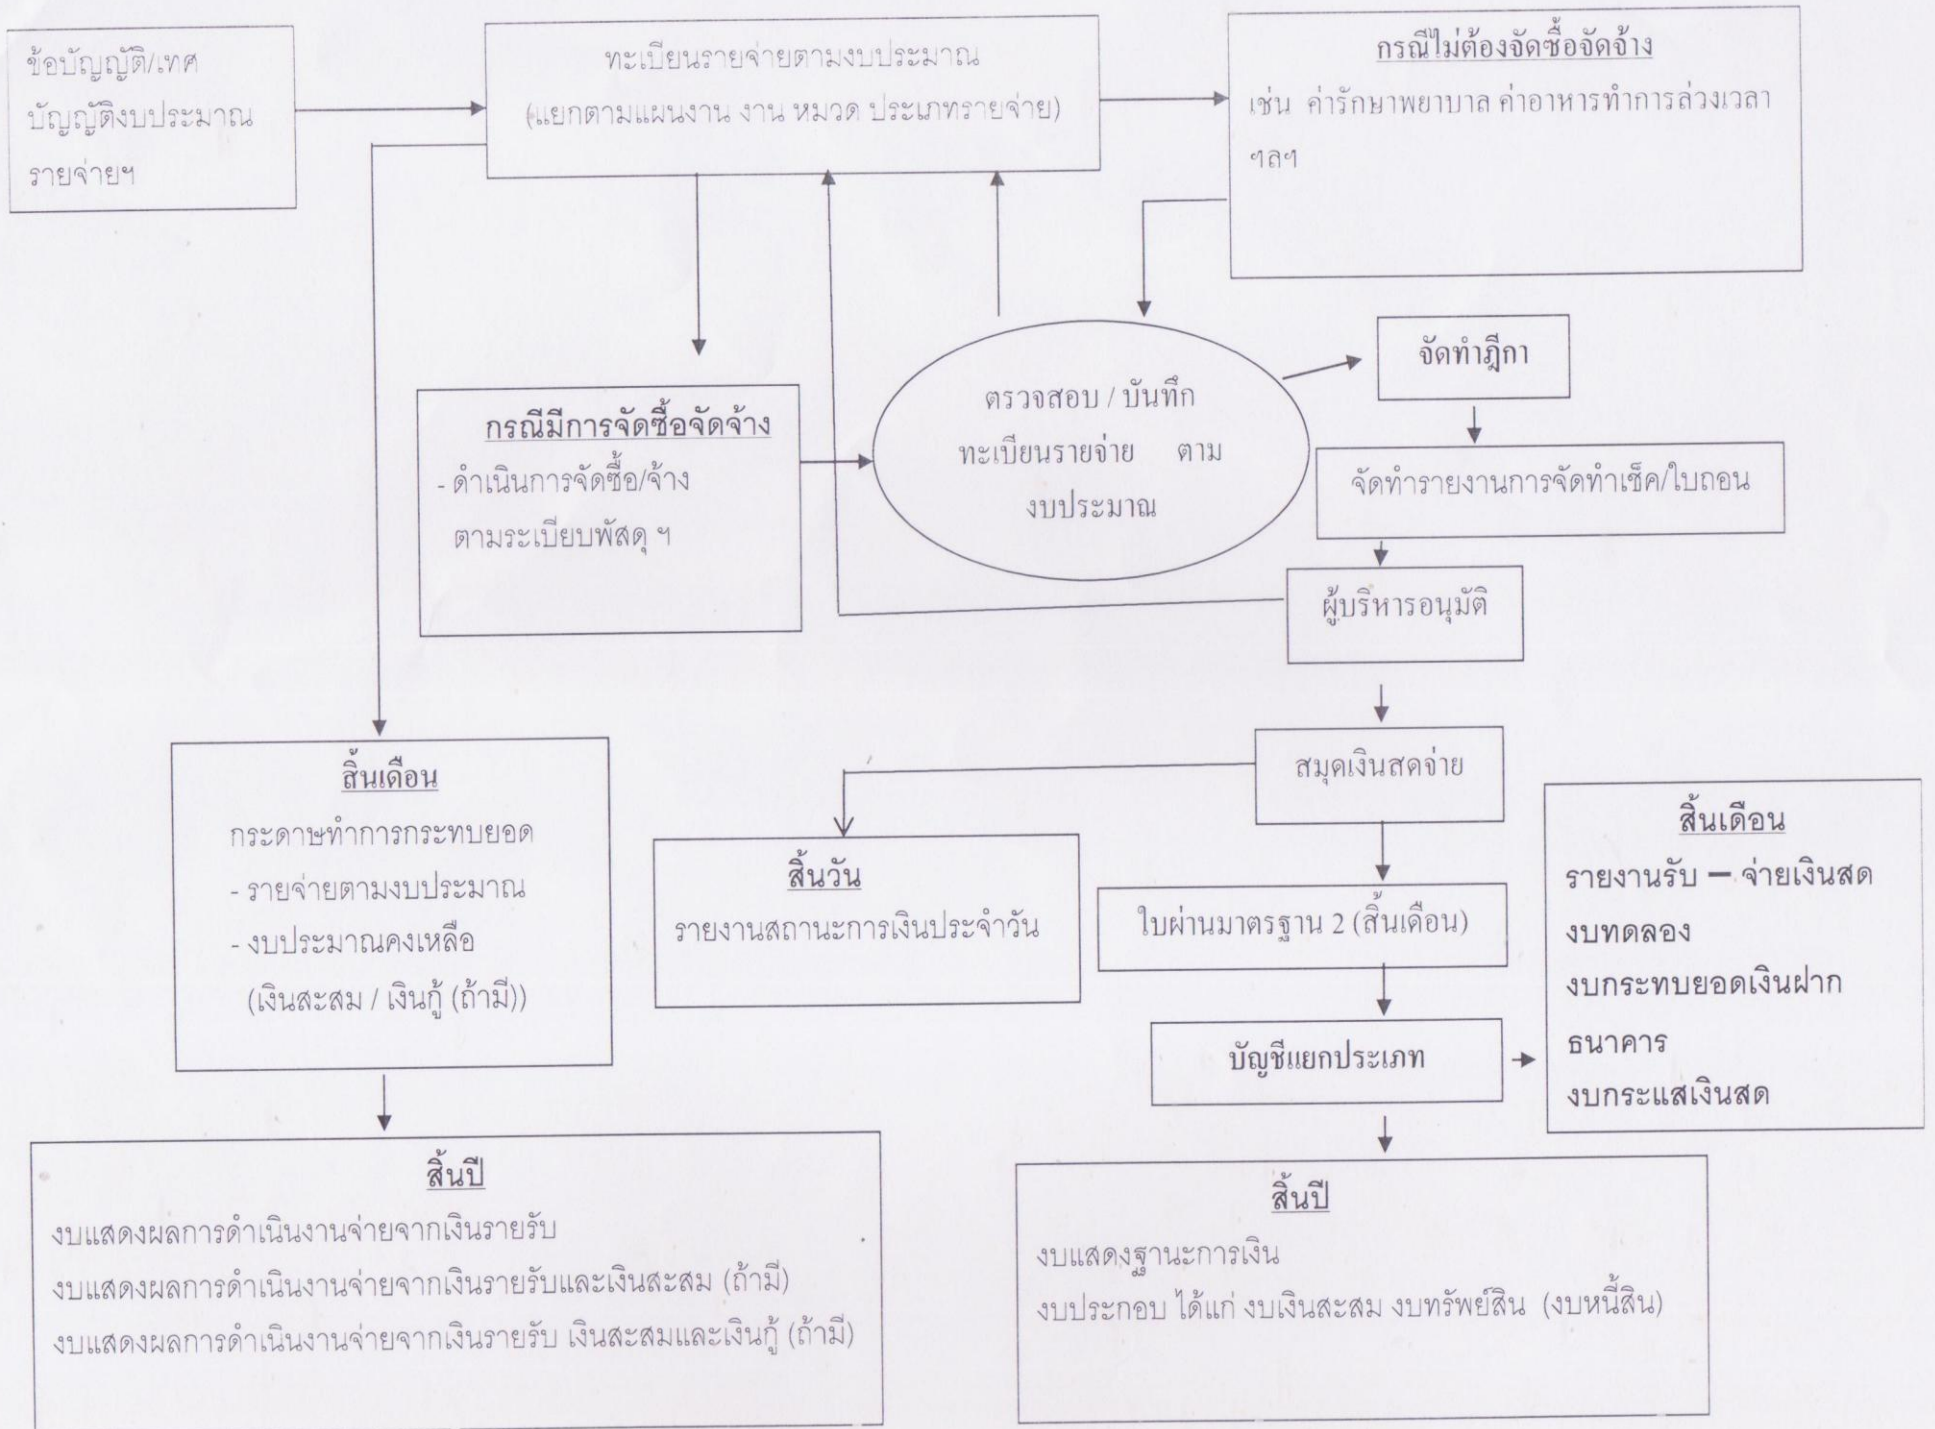 ข้อบัญญัติ/เทศ
บัญญัติงบประมาณ
รายจ่ายฯ
ทะเบียนรายจ่ายตามงบประมาณ
(แยกตามแผนงาน งาน หมวด ประเภทรายจ่าย)
กรณีไม่ต้องจัดซื้อจัดจ้าง
เช่น ค่ารักษาพยาบาล ค่าอาหารทำการล่วงเวลา
ฯลฯ
กรณีมีการจัดซื้อจัดจ้าง
- ดำเนินการจัดซื้อ/จ้าง
ตามระเบียบพัสดุ ฯ
ตรวจสอบ / บันทึก
ทะเบียนรายจ่าย ตาม
งบประมาณ
จัดทำฎีกา
จัดทำรายงานการจัดทำเช็ค/ใบถอน
ผู้บริหารอนุมัติ
สมุดเงินสดจ่าย
สิ้นเดือน
กระดาษทำการกระทบยอด
- รายจ่ายตามงบประมาณ
- งบประมาณคงเหลือ
(เงินสะสม / เงินกู้ (ถ้ามี))
สิ้นวัน
รายงานสถานะการเงินประจำวัน
ใบผ่านมาตรฐาน 2 (สิ้นเดือน)
บัญชีแยกประเภท
สิ้นเดือน
รายงานรับ – จ่ายเงินสด
งบทดลอง
งบกระทบยอดเงินฝาก
ธนาคาร
งบกระแสเงินสด
สิ้นปี
งบแสดงผลการดำเนินงานจ่ายจากเงินรายรับ
งบแสดงผลการดำเนินงานจ่ายจากเงินรายรับและเงินสะสม (ถ้ามี)
งบแสดงผลการดำเนินงานจ่ายจากเงินรายรับ เงินสะสมและเงินกู้ (ถ้ามี)
สิ้นปี
งบแสดงฐานะการเงิน
งบประกอบ ได้แก่ งบเงินสะสม งบทรัพย์สิน (งบหนี้สิน)